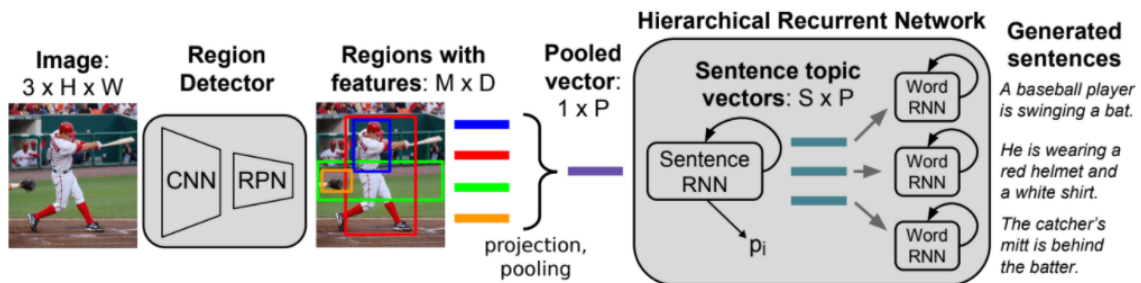 Image:
3 x H x W
Region
Detector
CNN
RPN
Regions with
features: M x D
projection,
pooling
Pooled
vector:
1 x P
Hierarchical Recurrent Network
Sentence topic
vectors: S x P
Sentence
RNN
pi
Word
RNN
Word
RNN
Word
RNN
Generated
sentences
A baseball player
is swinging a bat.
He is wearing a
red helmet and
a white shirt.
The catcher's
mitt is behind
the batter.